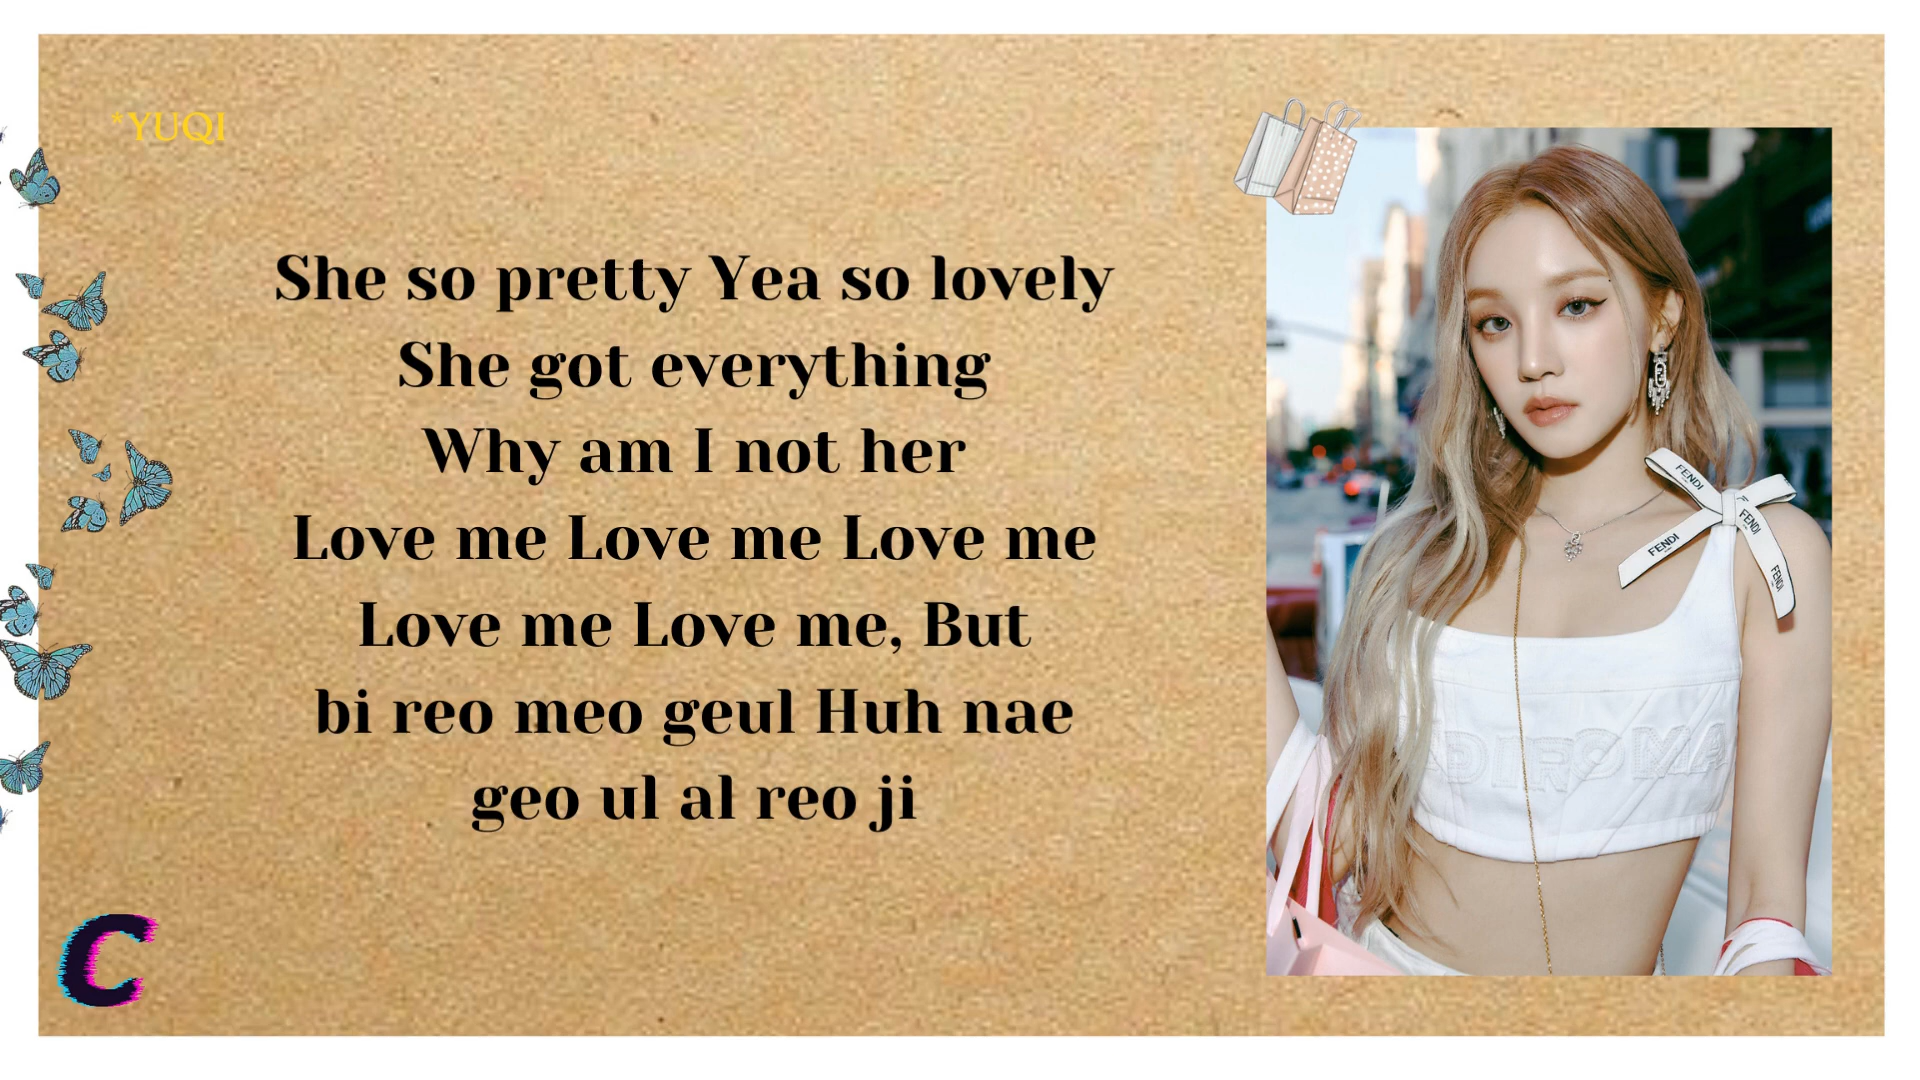 *YUQI
She so pretty Yea so lovely
She got everything
Why am I not her
Love me Love me Love me
Love me Love me, But
bi reo meo geul Huh nae
geo ul al reo ji
FENDI
FENDI
FENDI
FENDI
DI ROMA
C